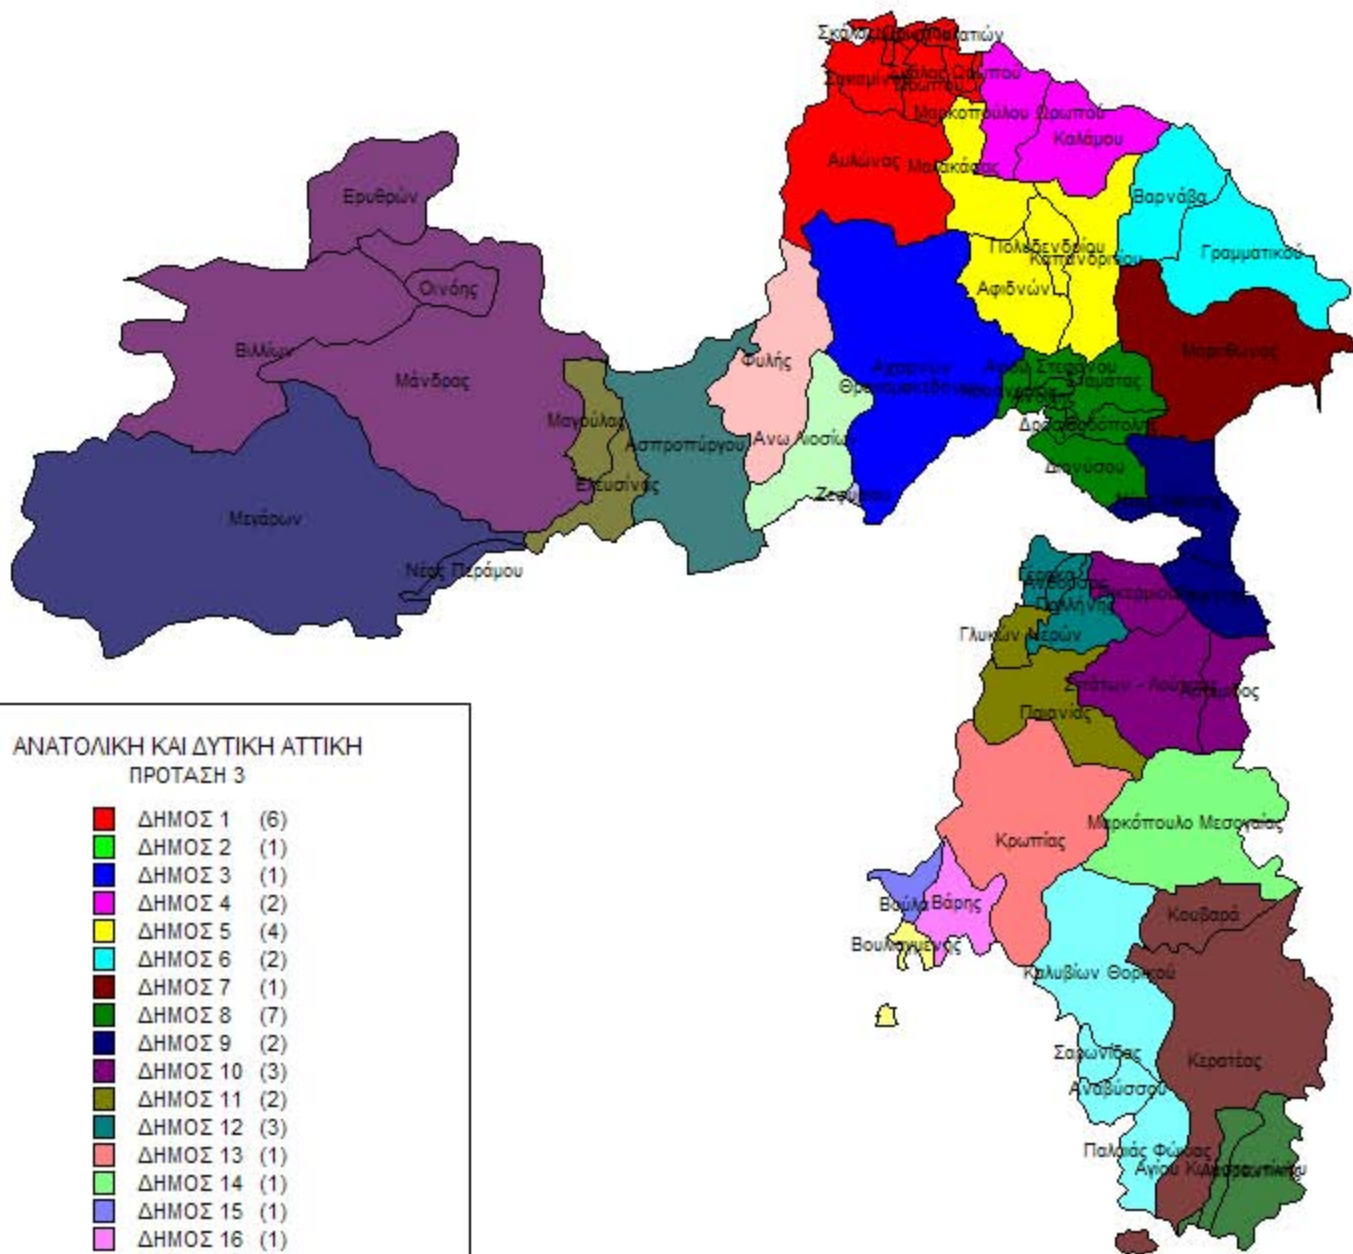 Αυλώνας
Μαρκοπούλου Ωρωπού
Καλάμου
Μαλακάσας
Ερυθρών
Βαρνάβα
Πολυδενδρίου
Γραμματικού
Καπανδριτίου
Οινόης
Αφιδνών
Βιλλίων
Φυλής
Μαραθώνας
Αχαρνών
Μάνδρας
Σταμάτας
Μαγούλας
Ασπροπύργου
Άνω Λιοσίων
Διονύσου
Ελευσίνας
Ζεφυρίου
Μεγάρων
Νέας Περάμου
Παλλήνης
Γλυκών Νερών
Παιανίας
Μαρκόπουλο Μεσογαίας
Κρωπίας
Βούλα
Βάρης
Κουβαρά
Βουλιαγμένης
Καλυβίων Θορικού
Σαρωνίδας
Κερατέας
Αναβύσσου
Παλαιάς Φώκαας
ΑΝΑΤΟΛΙΚΗ ΚΑΙ ΔΥΤΙΚΗ ΑΤΤΙΚΗ
ΠΡΟΤΑΣΗ 3
ΔΗΜΟΣ 1 (6)
ΔΗΜΟΣ 2 (1)
ΔΗΜΟΣ 3 (1)
ΔΗΜΟΣ 4 (2)
ΔΗΜΟΣ 5 (4)
ΔΗΜΟΣ 6 (2)
ΔΗΜΟΣ 7 (1)
ΔΗΜΟΣ 8 (7)
ΔΗΜΟΣ 9 (2)
ΔΗΜΟΣ 10 (3)
ΔΗΜΟΣ 11 (2)
ΔΗΜΟΣ 12 (3)
ΔΗΜΟΣ 13 (1)
ΔΗΜΟΣ 14 (1)
ΔΗΜΟΣ 15 (1)
ΔΗΜΟΣ 16 (1)